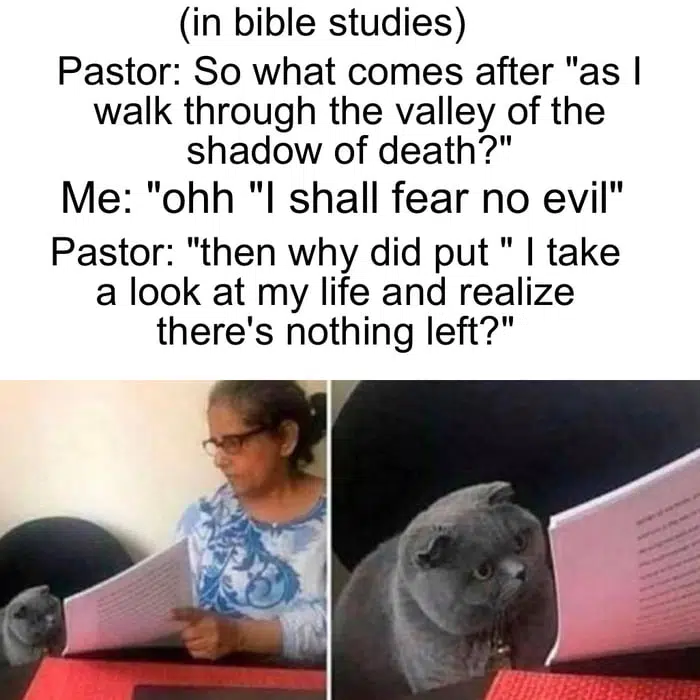 (in bible studies)
Pastor: So what comes after "as I
walk through the valley of the
shadow of death?"
Me: "ohh "I shall fear no evil"
Pastor: "then why did put " I take
a look at my life and realize
there's nothing left?"